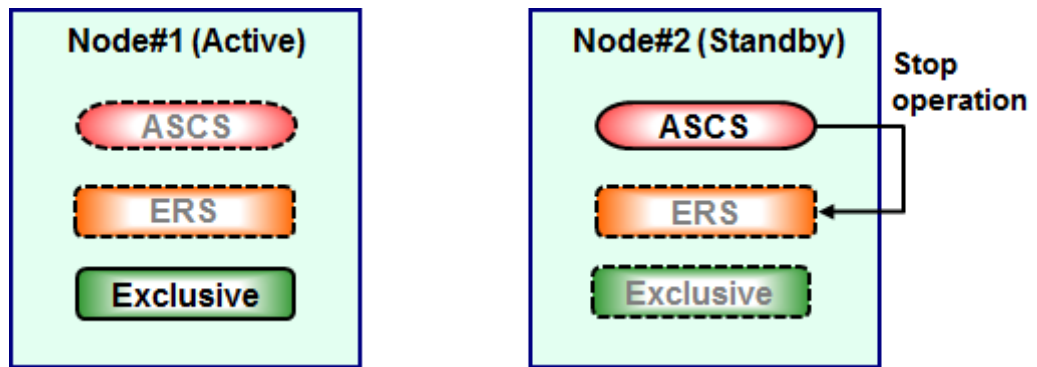 Node#1 (Active)
ASCS
ERS
Exclusive
Node#2 (Standby)
ASCS
ERS
Exclusive
Stop
operation